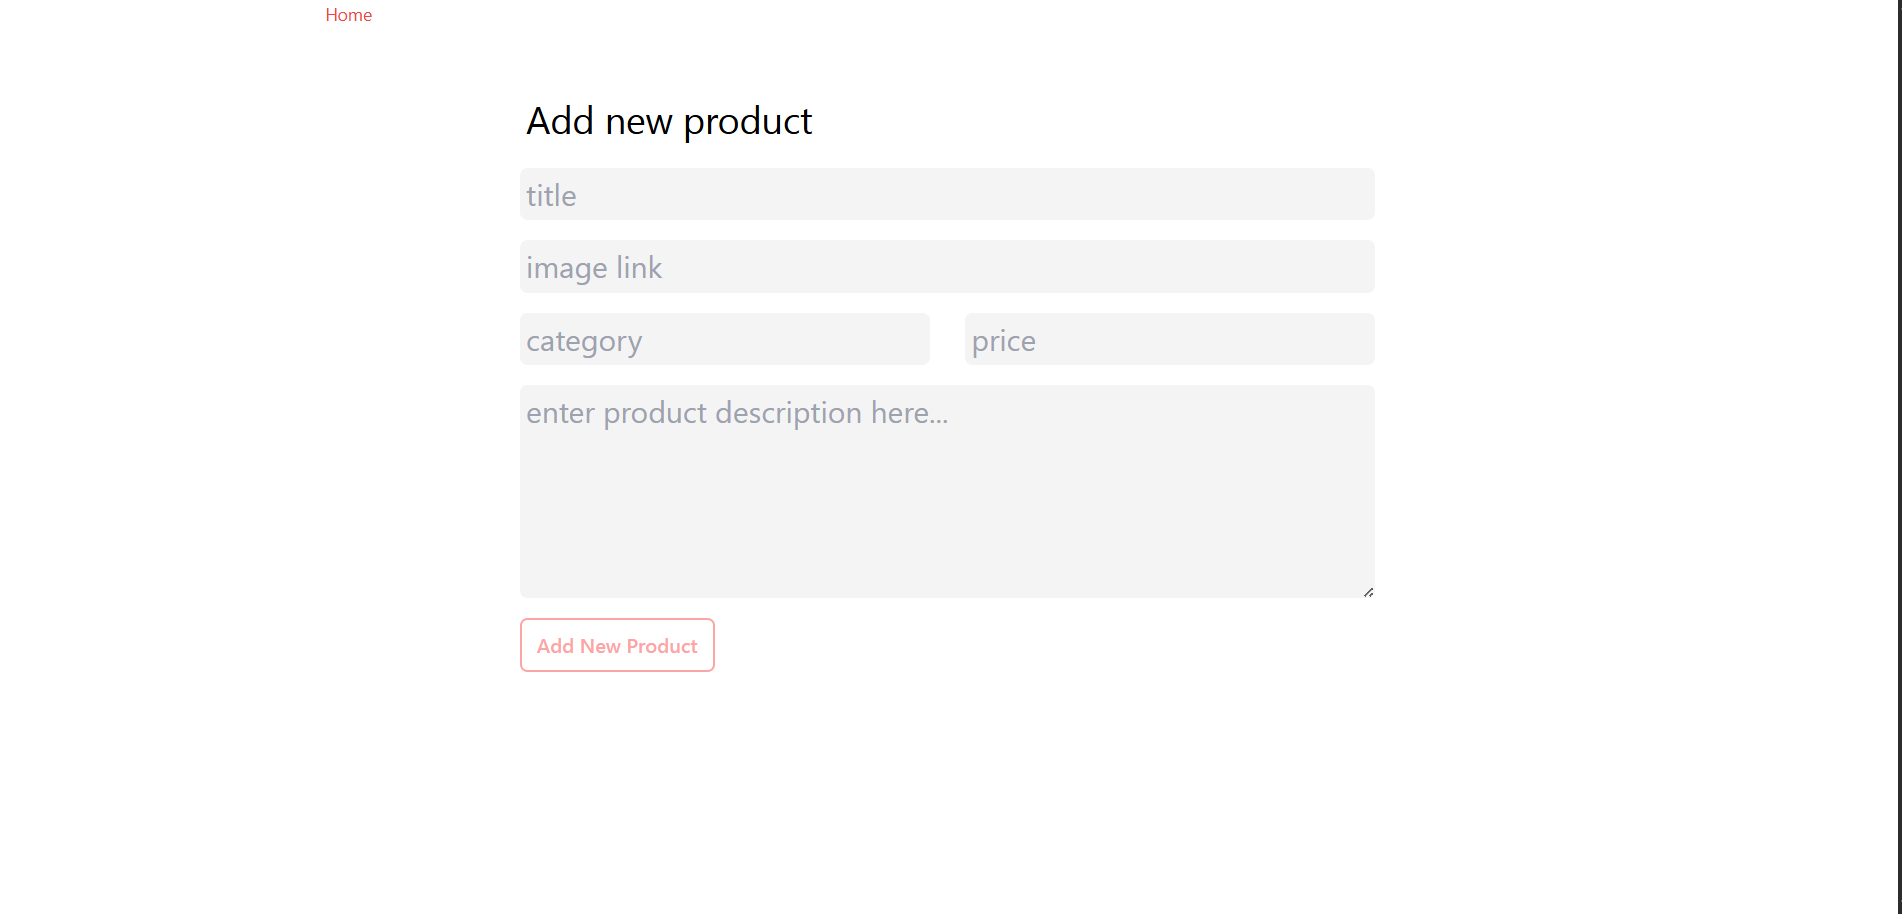 Home
Add new product
title
image link
category price
enter product description here...
Add New Product